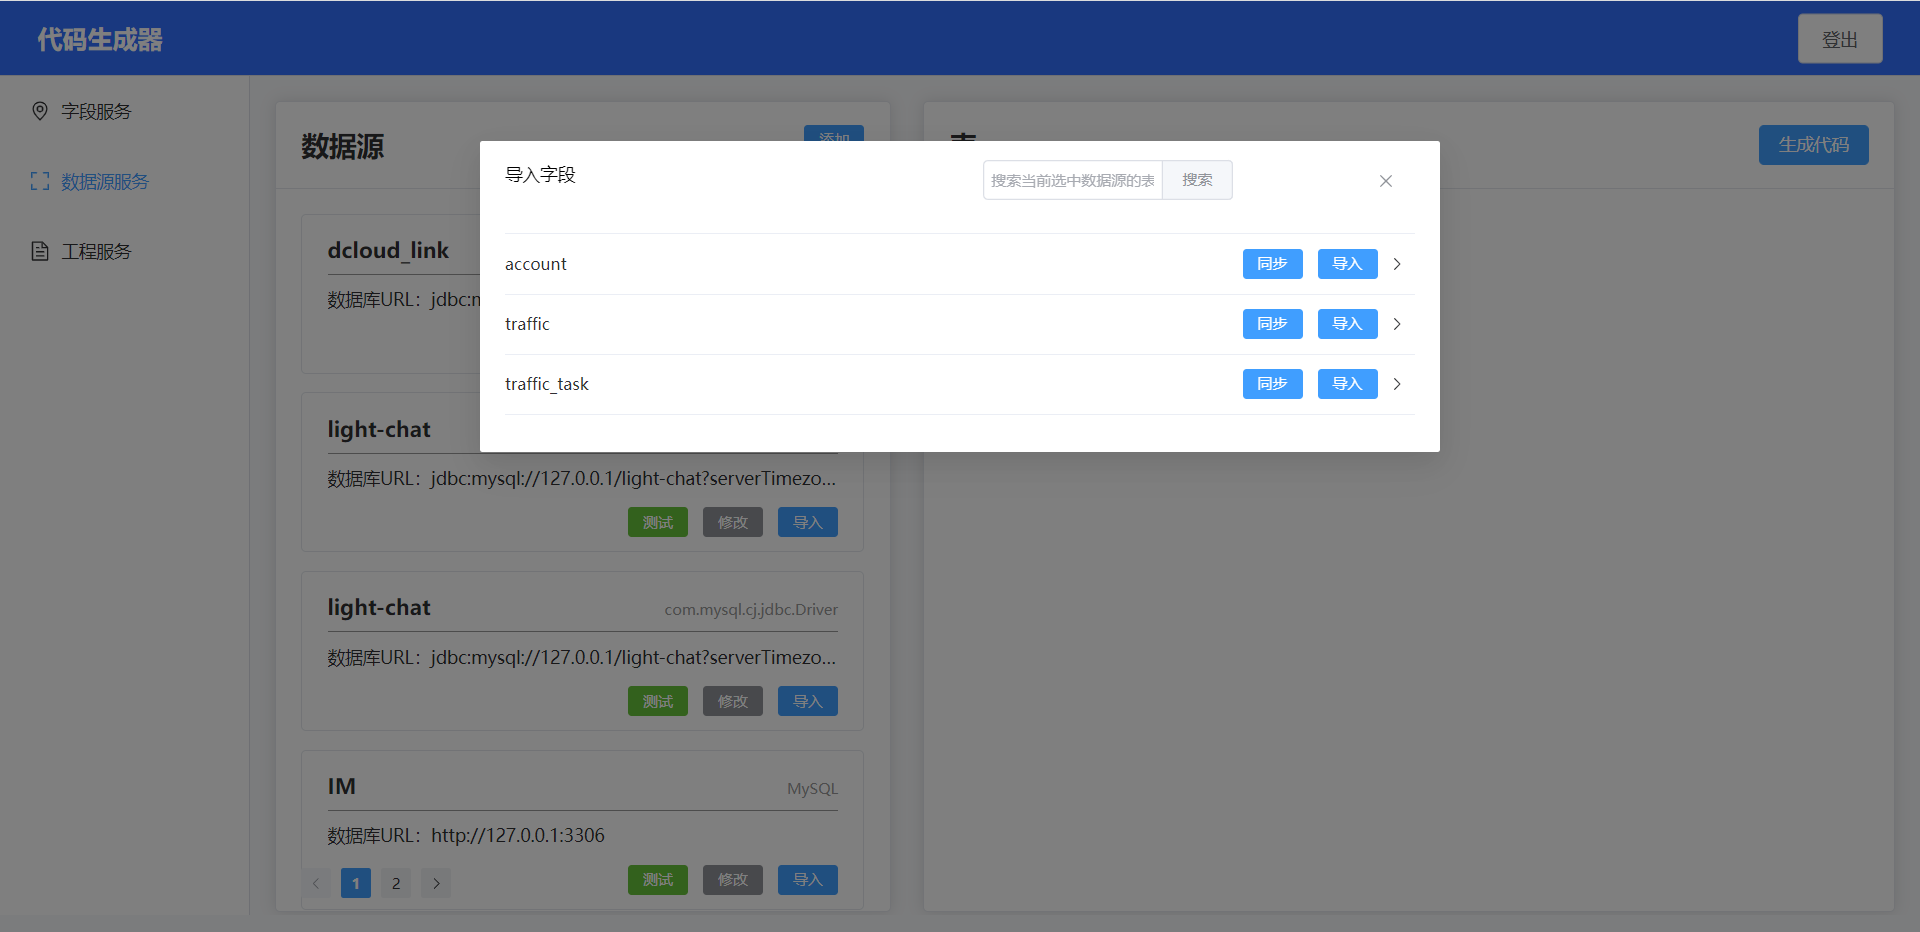 代码生成器
登出
字段服务
数据源服务
工程服务
数据源
添加
生成代码
导入字段
搜索当前选中数据源的表
搜索
account
同步 导入
traffic
同步 导入
traffic_task
同步 导入
dcloud_link
数据库URL：jdbc:m
light-chat
数据库URL：jdbc:mysql://127.0.0.1/light-chat?serverTimezo...
测试 修改 导入
light-chat com.mysql.cj.jdbc.Driver
数据库URL：jdbc:mysql://127.0.0.1/light-chat?serverTimezo...
测试 修改 导入
IM MySQL
数据库URL：http://127.0.0.1:3306
测试 修改 导入
1 2